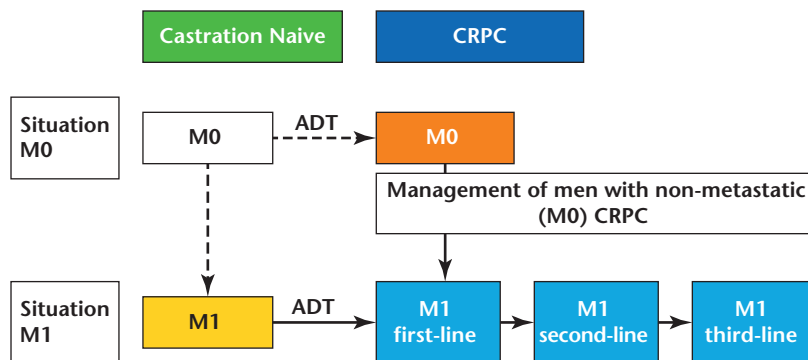 Castration Naive
CRPC
Situation
M0
M0
ADT
M0
Management of men with non-metastatic
(M0) CRPC
Situation
M1
M1
ADT
M1
first-line
M1
second-line
M1
third-line